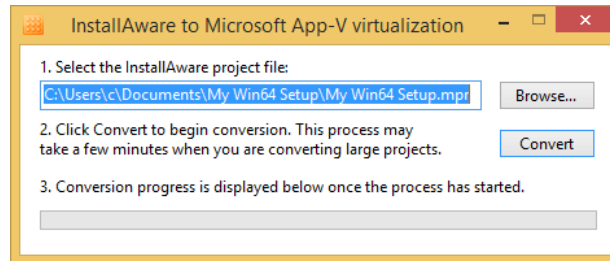 InstallAware to Microsoft App-V virtualization
1. Select the InstallAware project file:
C:\Users\c\Documents\My Win64 Setup\My Win64 Setup.mpr
Browse...
2. Click Convert to begin conversion. This process may
take a few minutes when you are converting large projects.
Convert
3. Conversion progress is displayed below once the process has started.